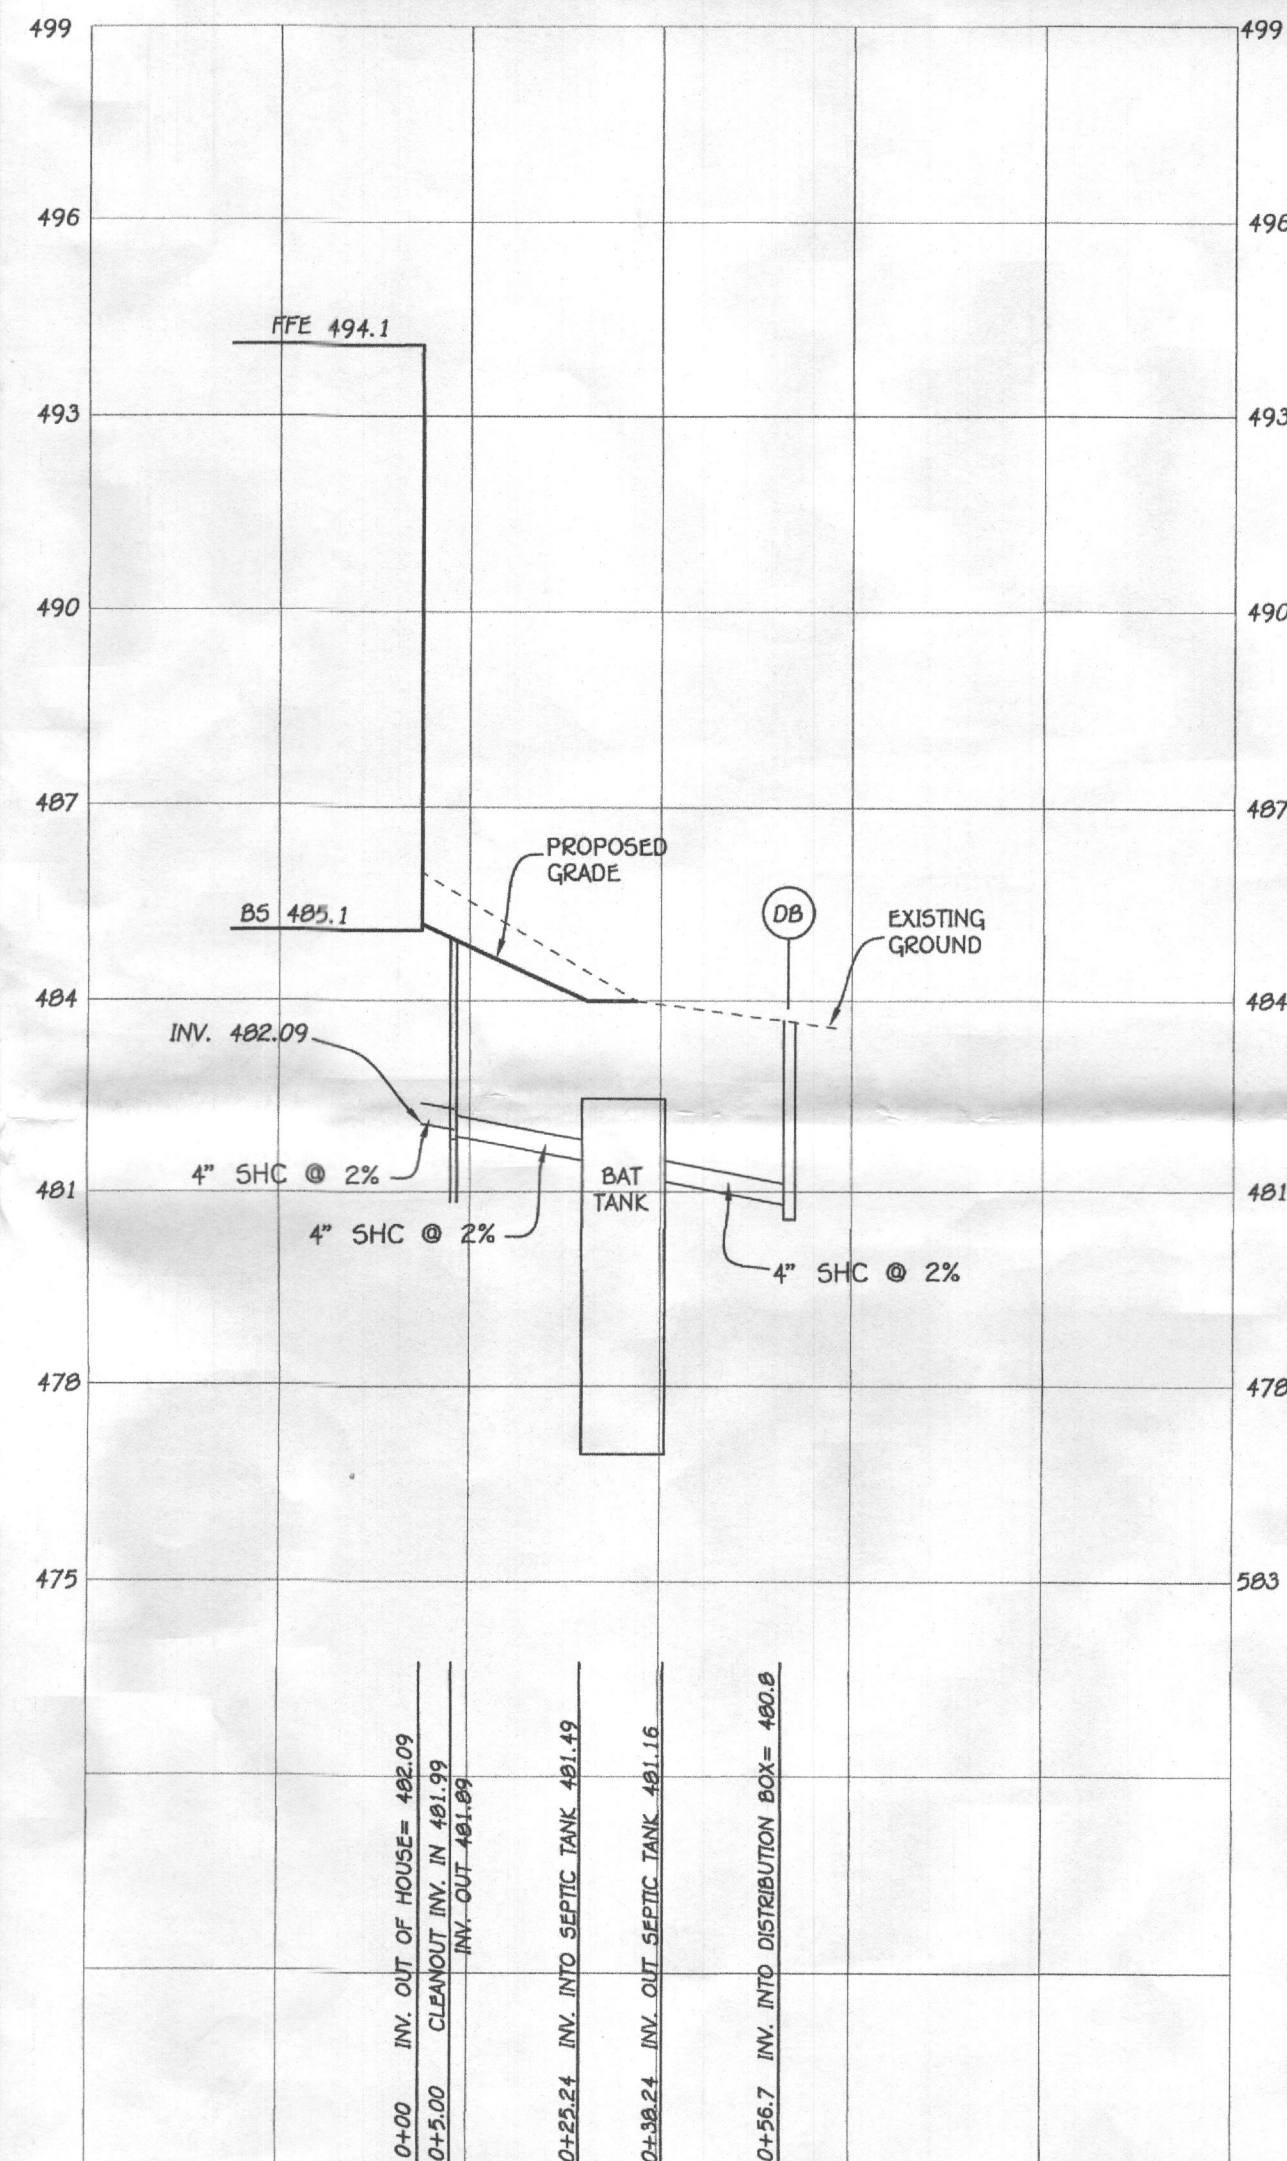 499 499
496 496
FFE 494.1
493 493
490 490
487 487
PROPOSED
GRADE
BS 485.1
DB
EXISTING
GROUND
484 484
INV. 482.09
4" SHC @ 2%
BAT
TANK
481 481
4" SHC @ 2%
4" SHC @ 2%
478 478
475 583
0+00 INV. OUT OF HOUSE= 482.09
0+5.00 CLEANOUT INV. IN 481.99
INV. OUT 481.89
0+25.24 INV. INTO SEPTIC TANK 481.49
0+38.24 INV. OUT SEPTIC TANK 481.16
0+56.7 INV. INTO DISTRIBUTION BOX= 480.8